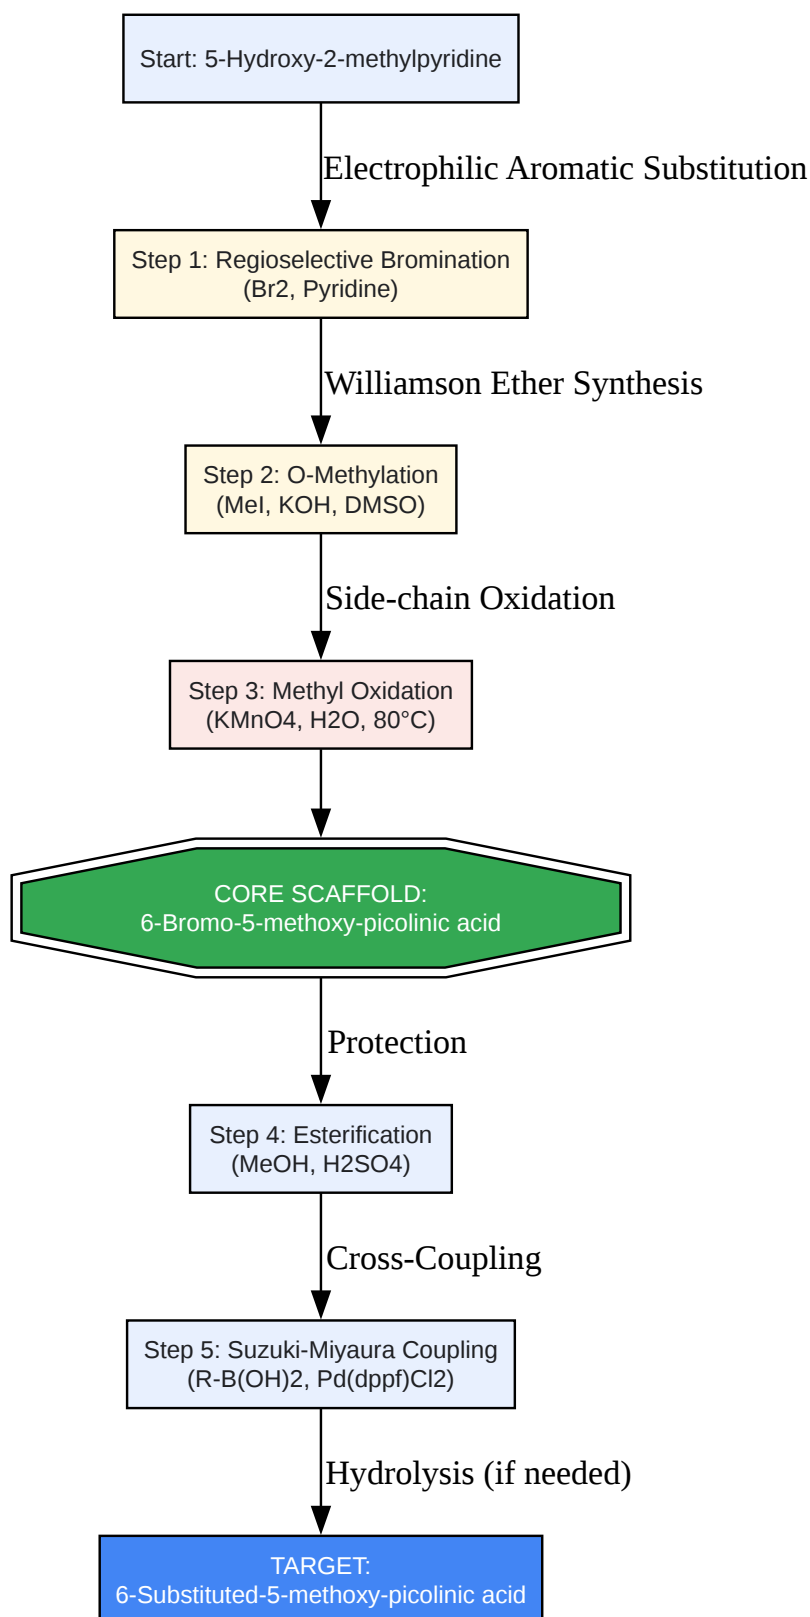 Start: 5-Hydroxy-2-methylpyridine
Electrophilic Aromatic Substitution
Step 1: Regioselective Bromination
(Br2, Pyridine)
Williamson Ether Synthesis
Step 2: O-Methylation
(MeI, KOH, DMSO)
Side-chain Oxidation
Step 3: Methyl Oxidation
(KMnO4, H2O, 80°C)
CORE SCAFFOLD:
6-Bromo-5-methoxy-picolinic acid
Protection
Step 4: Esterification
(MeOH, H2SO4)
Cross-Coupling
Step 5: Suzuki-Miyaura Coupling
(R-B(OH)2, Pd(dppf)Cl2)
Hydrolysis (if needed)
TARGET:
6-Substituted-5-methoxy-picolinic acid